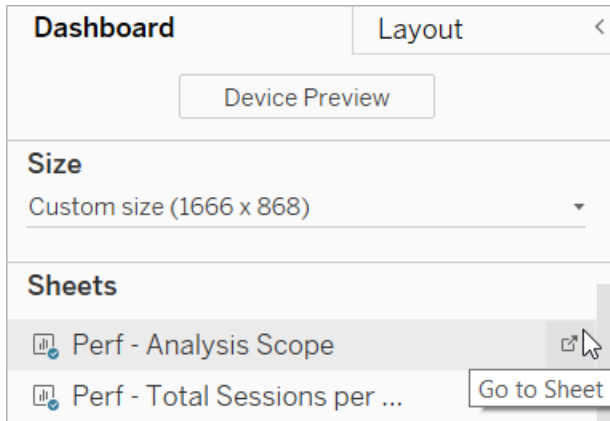 Dashboard Layout
Device Preview
Size
Custom size (1666 x 868)
Sheets
Perf - Analysis Scope
Perf - Total Sessions per ...
Go to Sheet